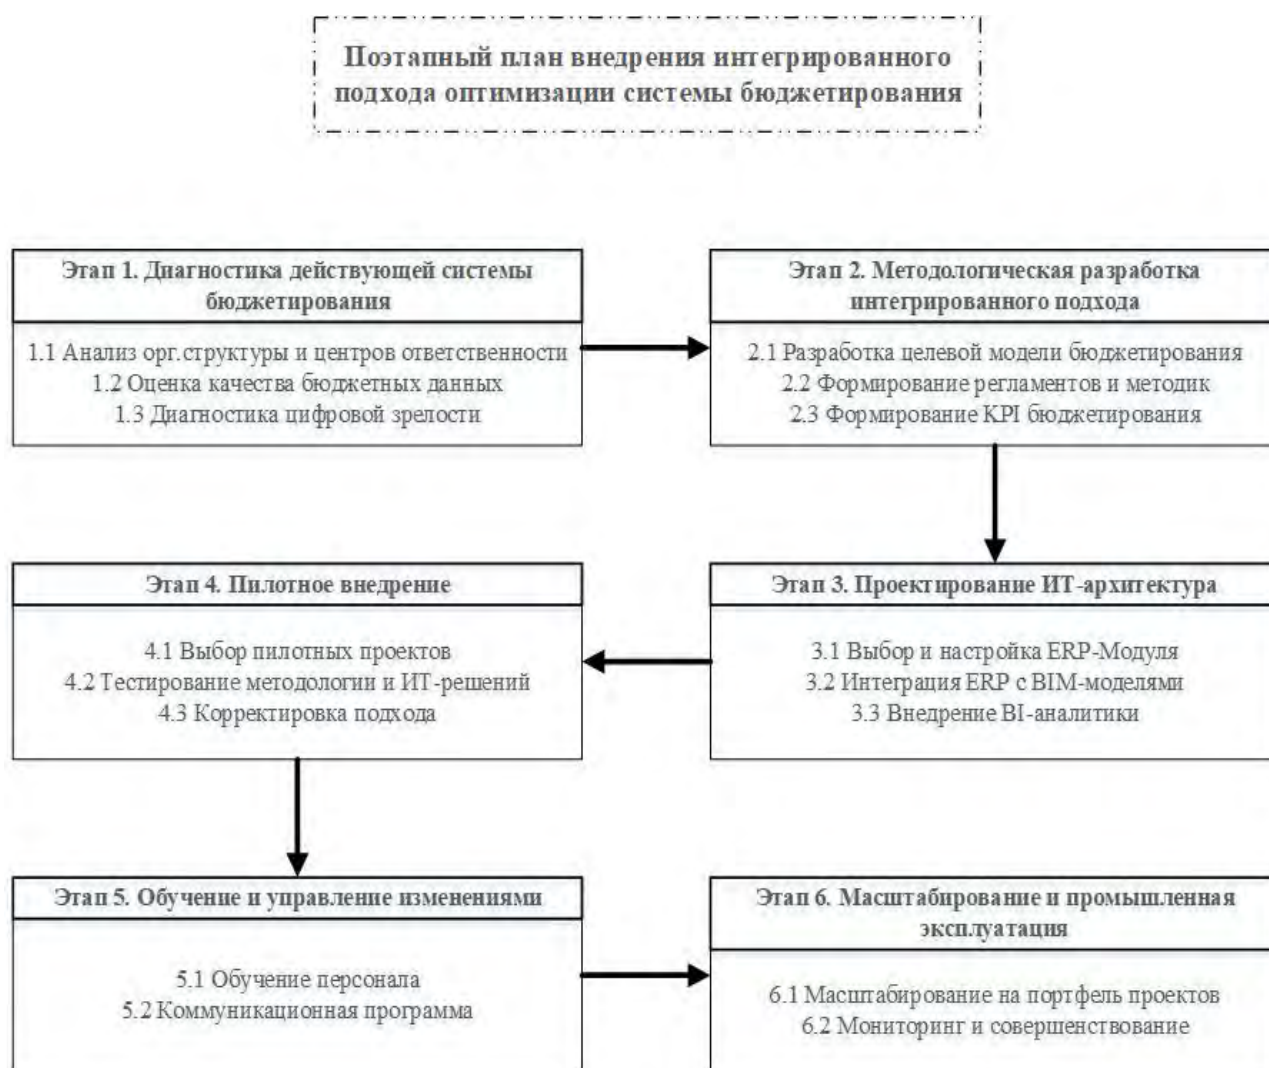 Поэтапный план внедрения интегрированного
подхода оптимизации системы бюджетирования
Этап 1. Диагностика действующей системы
бюджетирования
1.1 Анализ орг.структуры и центров ответственности
1.2 Оценка качества бюджетных данных
1.3 Диагностика цифровой зрелости
Этап 2. Методологическая разработка
интегрированного подхода
2.1 Разработка целевой модели бюджетирования
2.2 Формирование регламентов и методик
2.3 Формирование KPI бюджетирования
Этап 3. Проектирование ИТ-архитектура
3.1 Выбор и настройка ERP-Модуля
3.2 Интеграция ERP с BIM-моделями
3.3 Внедрение BI-аналитики
Этап 4. Пилотное внедрение
4.1 Выбор пилотных проектов
4.2 Тестирование методологии и ИТ-решений
4.3 Корректировка подхода
Этап 5. Обучение и управление изменениями
5.1 Обучение персонала
5.2 Коммуникационная программа
Этап 6. Масштабирование и промышленная
эксплуатация
6.1 Масштабирование на портфель проектов
6.2 Мониторинг и совершенствование